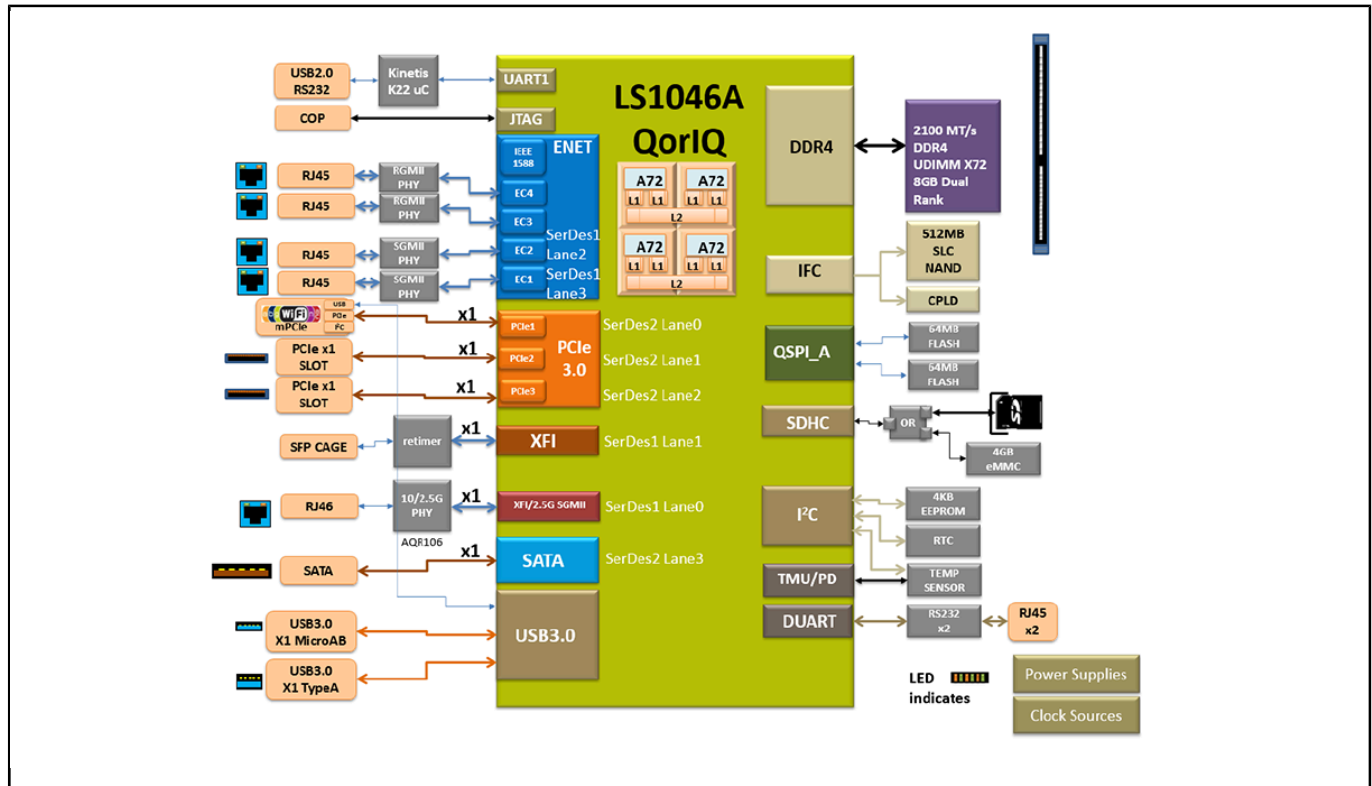 LS1046A
QorIQ
USB2.0
RS232
Kinetis
K22 uC
UART1
COP
JTAG
ENET
IEEE
1588
RJ45
RGMII
PHY
EC4
RJ45
RGMII
PHY
EC3
RJ45
SGMII
PHY
EC2
SerDes1
Lane2
RJ45
SGMII
PHY
EC1
SerDes1
Lane3
WiFi
mPCIe
USB
PCIe
I²C
x1
PCIe1
SerDes2 Lane0
PCIe x1
SLOT
x1
PCIe2
SerDes2 Lane1
PCIe
3.0
PCIe x1
SLOT
x1
PCIe3
SerDes2 Lane2
SFP CAGE
retimer
x1
XFI
SerDes1 Lane1
RJ46
10/2.5G
PHY
AQR106
x1
XFI/2.5G SGMII
SerDes1 Lane0
SATA
x1
SATA
SerDes2 Lane3
USB3.0
X1 MicroAB
USB3.0
USB3.0
X1 TypeA
A72
A72
L1 L1 L1 L1
L2
A72
A72
L1 L1 L1 L1
L2
DDR4
2100 MT/s
DDR4
UDIMM X72
8GB Dual
Rank
IFC
512MB
SLC
NAND
CPLD
QSPI_A
64MB
FLASH
64MB
FLASH
SDHC
OR
SD
4GB
eMMC
I²C
4KB
EEPROM
RTC
TEMP
SENSOR
TMU/PD
DUART
RS232
x2
RJ45
x2
LED
indicates
Power Supplies
Clock Sources